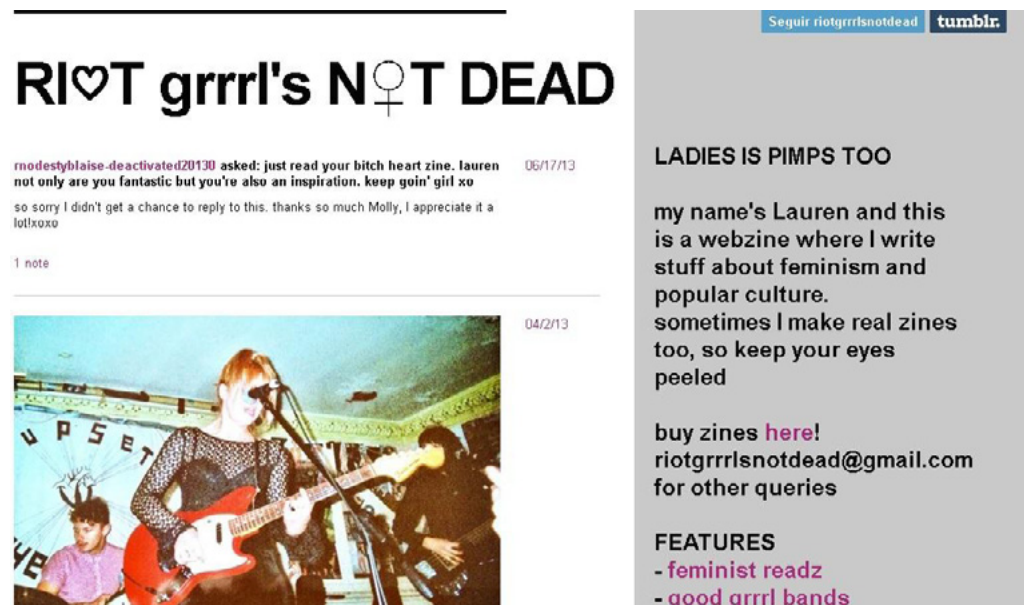 RI♡T grrrl's N♀T DEAD
rnodestyblaise-deactivated20130 asked: just read your bitch heart zine. lauren
not only are you fantastic but you're also an inspiration. keep goin' girl xo
06/17/13
so sorry I didn't get a chance to reply to this. thanks so much Molly, I appreciate it a
lot!xoxo
1 note
04/2/13
UPSET
THE
Seguir riotgrrrlsnotdead
tumblr.
LADIES IS PIMPS TOO
my name's Lauren and this
is a webzine where I write
stuff about feminism and
popular culture.
sometimes I make real zines
too, so keep your eyes
peeled
buy zines here!
riotgrrrlsnotdead@gmail.com
for other queries
FEATURES
- feminist readz
- good grrrl bands